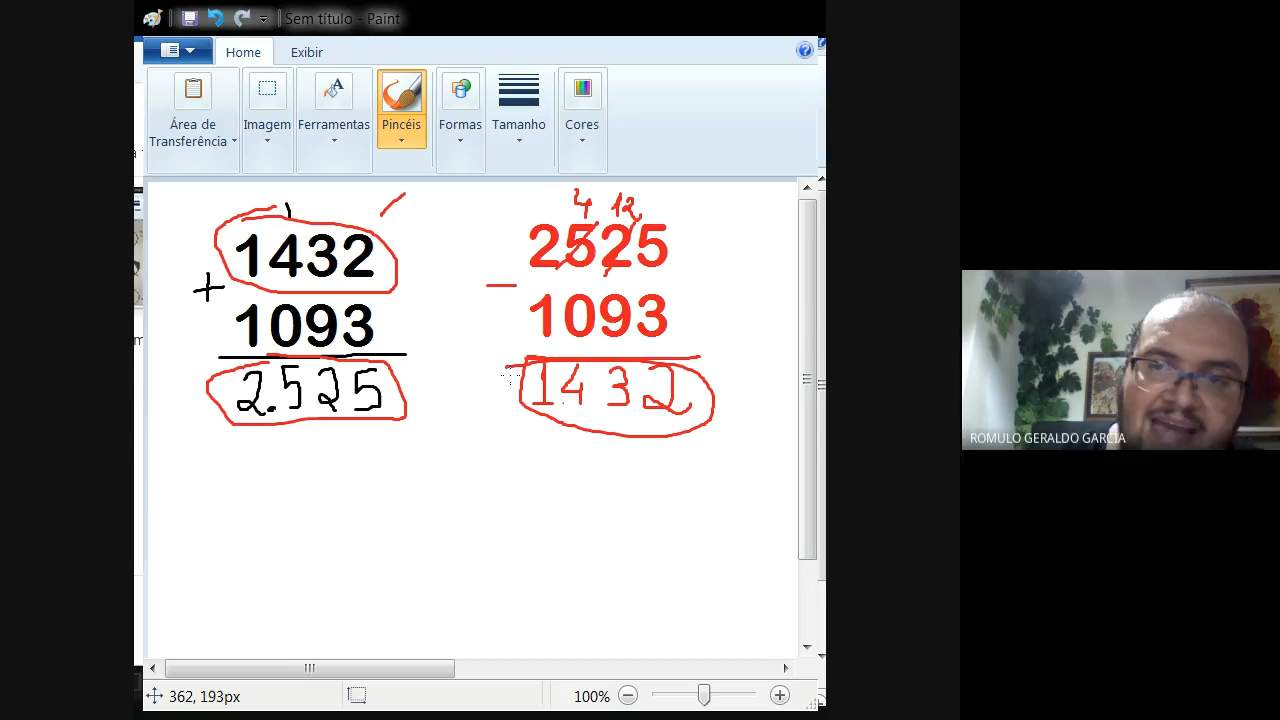 Sem título - Paint
Home Exibir
Área de Transferência
Imagem
Ferramentas
Pincéis
Formas
Tamanho
Cores
1
1432
+
1093
2.525
4 12
2525
-
1093
1432
ROMULO GERALDO GARCIA
362, 193px
100%